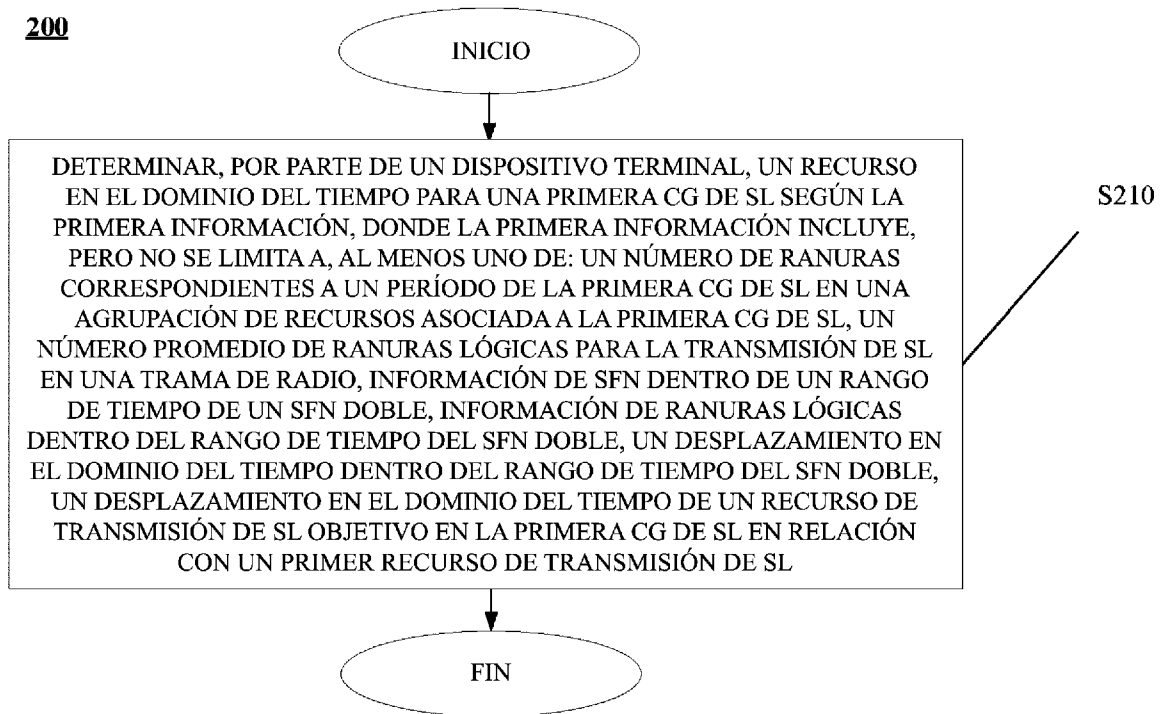 200
INICIO
DETERMINAR, POR PARTE DE UN DISPOSITIVO TERMINAL, UN RECURSO
EN EL DOMINIO DEL TIEMPO PARA UNA PRIMERA CG DE SL SEGÚN LA
PRIMERA INFORMACIÓN, DONDE LA PRIMERA INFORMACIÓN INCLUYE,
PERO NO SE LIMITA A, AL MENOS UNO DE: UN NÚMERO DE RANURAS
CORRESPONDIENTES A UN PERÍODO DE LA PRIMERA CG DE SL EN UNA
AGRUPACIÓN DE RECURSOS ASOCIADA A LA PRIMERA CG DE SL, UN
NÚMERO PROMEDIO DE RANURAS LÓGICAS PARA LA TRANSMISIÓN DE SL
EN UNA TRAMA DE RADIO, INFORMACIÓN DE SFN DENTRO DE UN RANGO
DE TIEMPO DE UN SFN DOBLE, INFORMACIÓN DE RANURAS LÓGICAS
DENTRO DEL RANGO DE TIEMPO DEL SFN DOBLE, UN DESPLAZAMIENTO EN
EL DOMINIO DEL TIEMPO DENTRO DEL RANGO DE TIEMPO DEL SFN DOBLE,
UN DESPLAZAMIENTO EN EL DOMINIO DEL TIEMPO DE UN RECURSO DE
TRANSMISIÓN DE SL OBJETIVO EN LA PRIMERA CG DE SL EN RELACIÓN
CON UN PRIMER RECURSO DE TRANSMISIÓN DE SL
S210
FIN